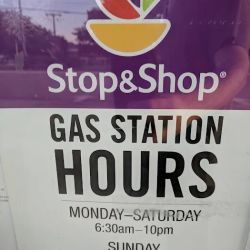 Stop&Shop®
GAS STATION
HOURS
MONDAY–SATURDAY
6:30am–10pm
SUNDAY